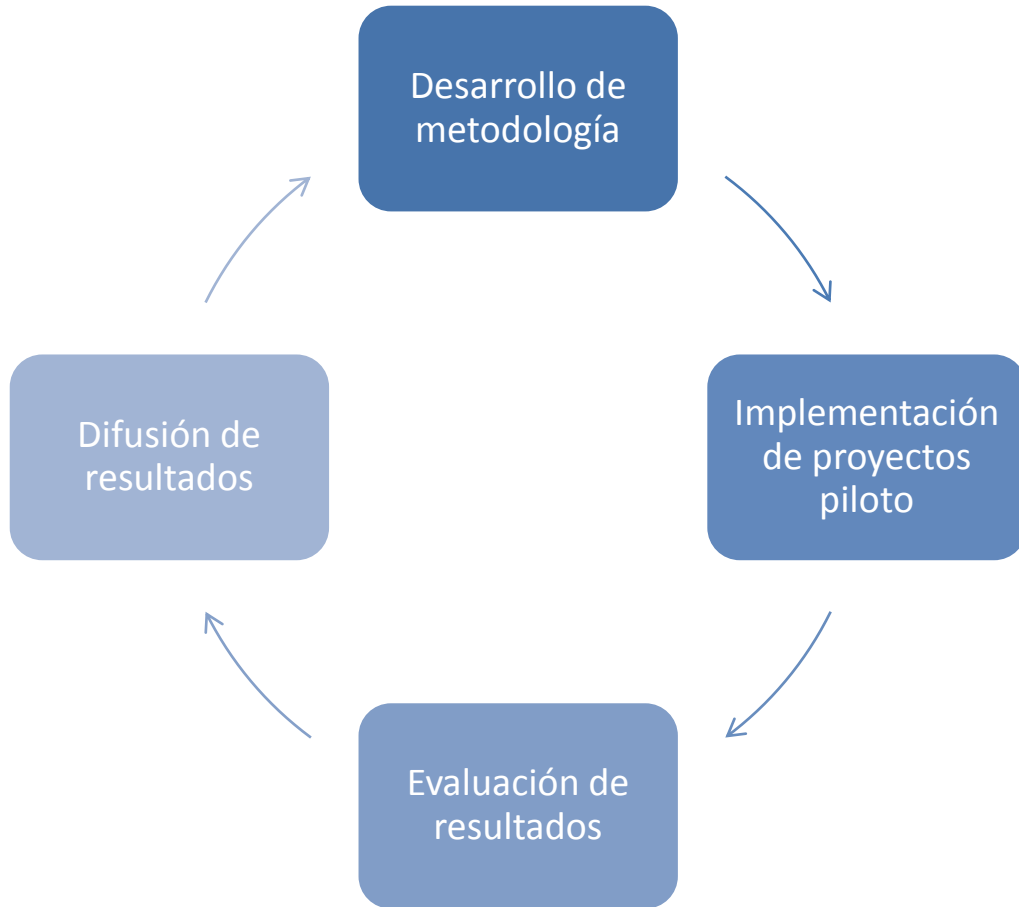 Desarrollo de
metodología
Implementación
de proyectos
piloto
Evaluación de
resultados
Difusión de
resultados